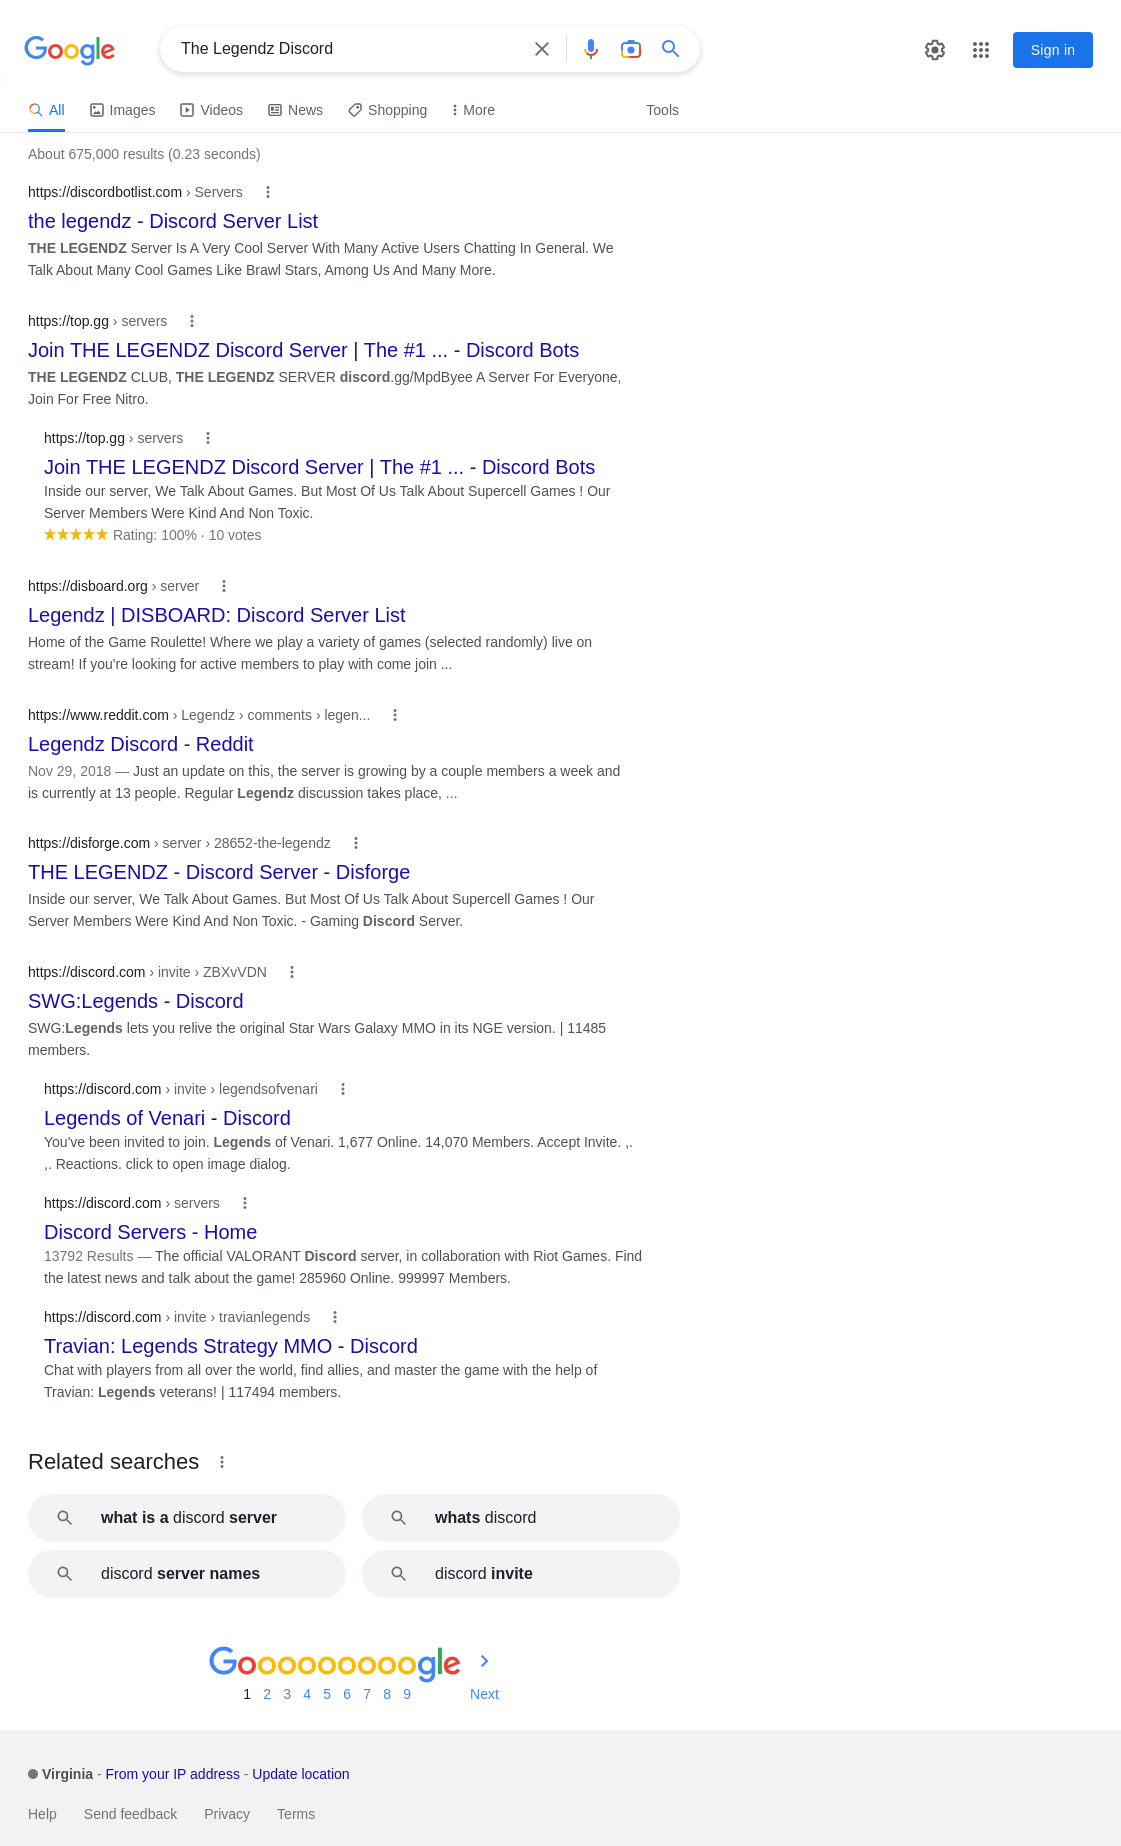 Google
The Legendz Discord
Sign in
All Images Videos News Shopping More Tools
About 675,000 results (0.23 seconds)
https://discordbotlist.com › Servers
the legendz - Discord Server List
THE LEGENDZ Server Is A Very Cool Server With Many Active Users Chatting In General. We
Talk About Many Cool Games Like Brawl Stars, Among Us And Many More.
https://top.gg › servers
Join THE LEGENDZ Discord Server | The #1 ... - Discord Bots
THE LEGENDZ CLUB, THE LEGENDZ SERVER discord.gg/MpdByee A Server For Everyone,
Join For Free Nitro.
https://top.gg › servers
Join THE LEGENDZ Discord Server | The #1 ... - Discord Bots
Inside our server, We Talk About Games. But Most Of Us Talk About Supercell Games ! Our
Server Members Were Kind And Non Toxic.
Rating: 100% · 10 votes
https://disboard.org › server
Legendz | DISBOARD: Discord Server List
Home of the Game Roulette! Where we play a variety of games (selected randomly) live on
stream! If you're looking for active members to play with come join ...
https://www.reddit.com › Legendz › comments › legen...
Legendz Discord - Reddit
Nov 29, 2018 — Just an update on this, the server is growing by a couple members a week and
is currently at 13 people. Regular Legendz discussion takes place, ...
https://disforge.com › server › 28652-the-legendz
THE LEGENDZ - Discord Server - Disforge
Inside our server, We Talk About Games. But Most Of Us Talk About Supercell Games ! Our
Server Members Were Kind And Non Toxic. - Gaming Discord Server.
https://discord.com › invite › ZBXvVDN
SWG:Legends - Discord
SWG:Legends lets you relive the original Star Wars Galaxy MMO in its NGE version. | 11485
members.
https://discord.com › invite › legendsofvenari
Legends of Venari - Discord
You've been invited to join. Legends of Venari. 1,677 Online. 14,070 Members. Accept Invite. ,.
,. Reactions. click to open image dialog.
https://discord.com › servers
Discord Servers - Home
13792 Results — The official VALORANT Discord server, in collaboration with Riot Games. Find
the latest news and talk about the game! 285960 Online. 999997 Members.
https://discord.com › invite › travianlegends
Travian: Legends Strategy MMO - Discord
Chat with players from all over the world, find allies, and master the game with the help of
Travian: Legends veterans! | 117494 members.
Related searches
what is a discord server
whats discord
discord server names
discord invite
Gooooooooogle
1 2 3 4 5 6 7 8 9 Next
Virginia - From your IP address - Update location
Help Send feedback Privacy Terms